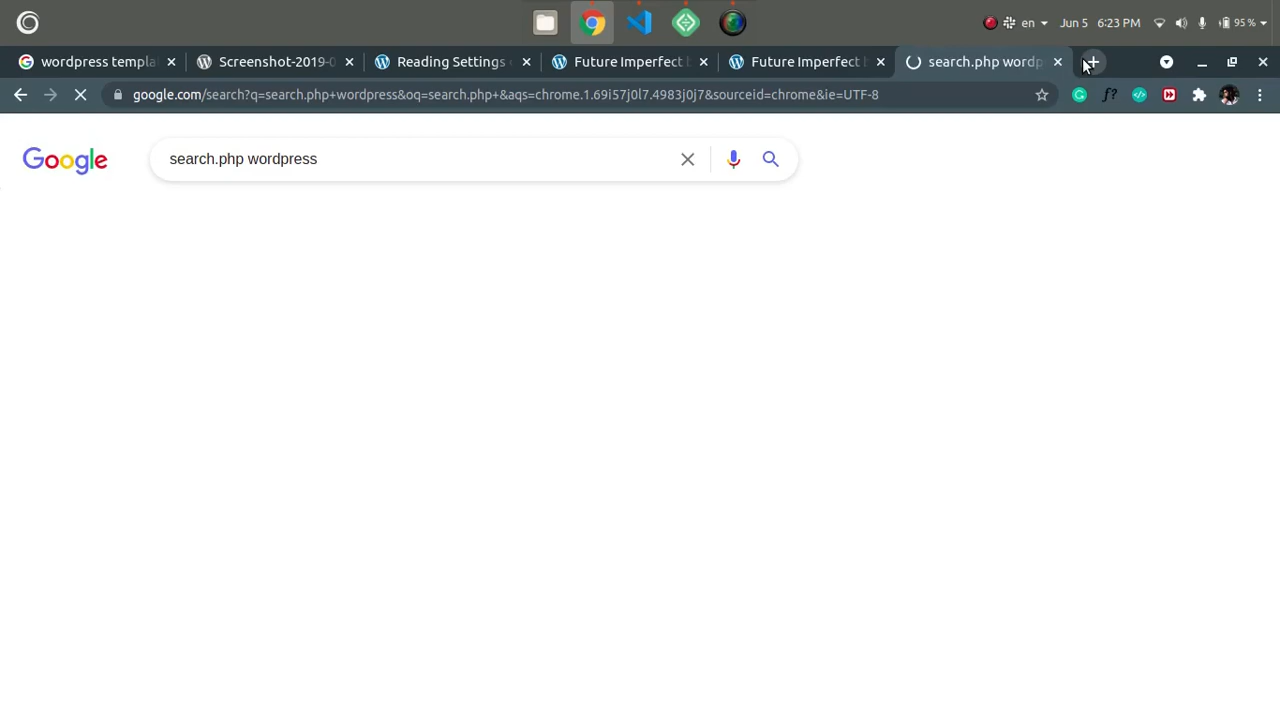 en
Jun 5
6:23 PM
95 %
wordpress templa
Screenshot-2019-0
Reading Settings
Future Imperfect b
Future Imperfect b
search.php wordp
google.com/search?q=search.php+wordpress&oq=search.php+&aqs=chrome.1.69i57j0l7.4983j0j7&sourceid=chrome&ie=UTF-8
f?
Google
search.php wordpress